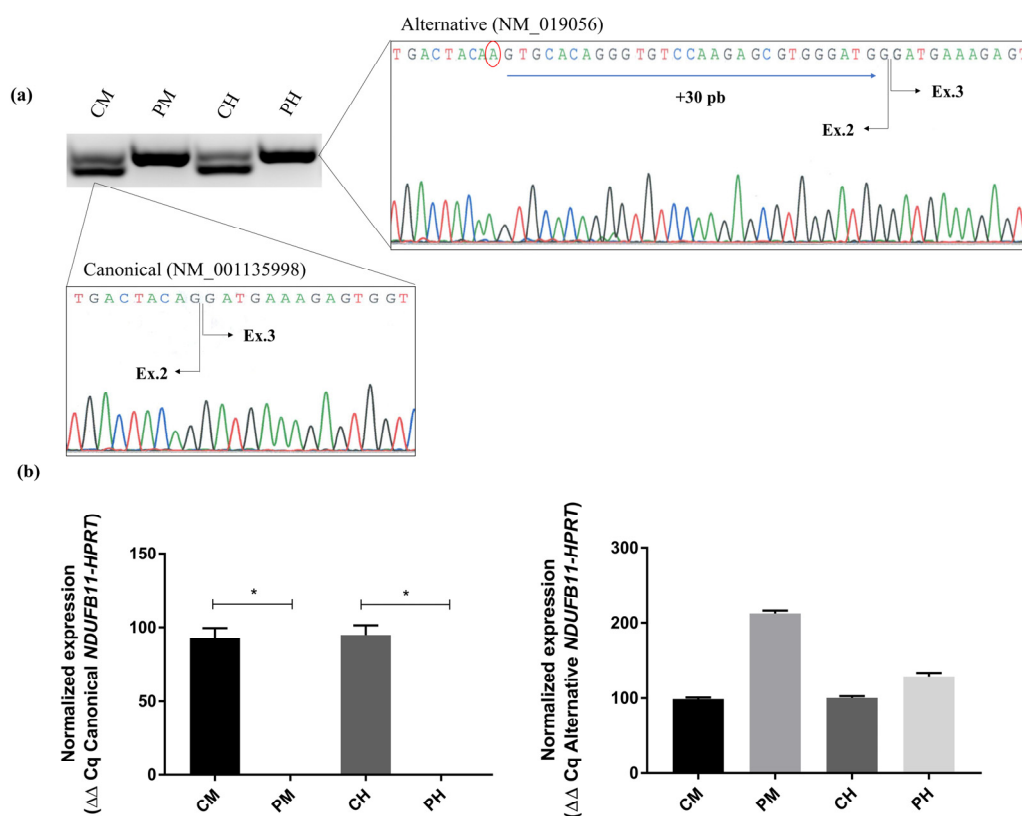 Alternative (NM_019056)
TGACTACAAGTGCACAGGGTGTCCAAGAGCGTGGGATGGGATGAAAGAGT
(a)
CM PM CH PH
+30 pb
Ex.3
Ex.2
Canonical (NM_001135998)
TGACTACAGGATGAAAGAGTGGT
Ex.3
Ex.2
(b)
Normalized expression
(ΔΔ Cq Canonical NDUFB11-HPRT)
150
100
50
0
* *
CM PM CH PH
Normalized expression
(ΔΔ Cq Alternative NDUFB11-HPRT)
300
200
100
0
CM PM CH PH